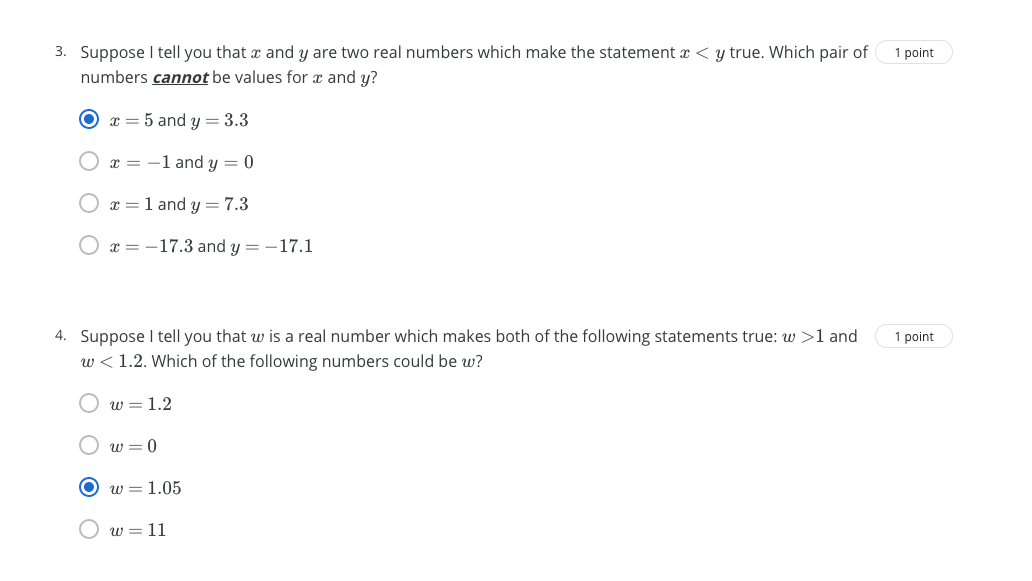 3. Suppose I tell you that x and y are two real numbers which make the statement x < y true. Which pair of 1 point
numbers cannot be values for x and y?
x = 5 and y = 3.3
x = −1 and y = 0
x = 1 and y = 7.3
x = −17.3 and y = −17.1
4. Suppose I tell you that w is a real number which makes both of the following statements true: w >1 and 1 point
w < 1.2. Which of the following numbers could be w?
w = 1.2
w = 0
w = 1.05
w = 11